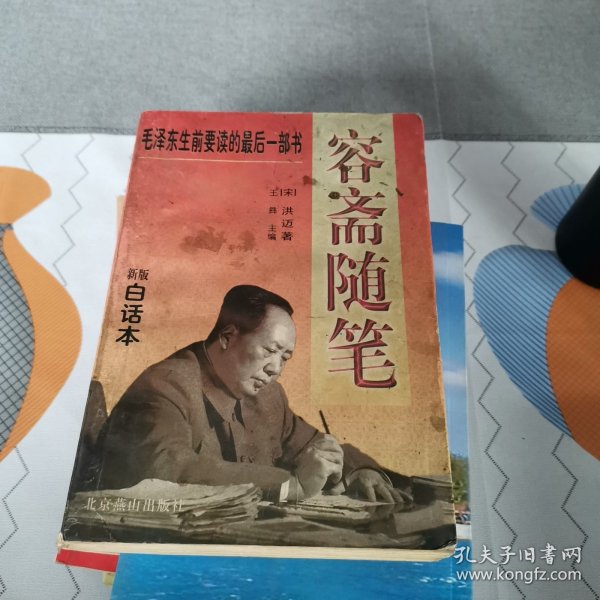 毛泽东生前要读的最后一部书
容斋随笔
[宋] 洪迈著
王彝 主编
新版
白话本
北京燕山出版社
孔夫子旧书网
www.kongfz.com